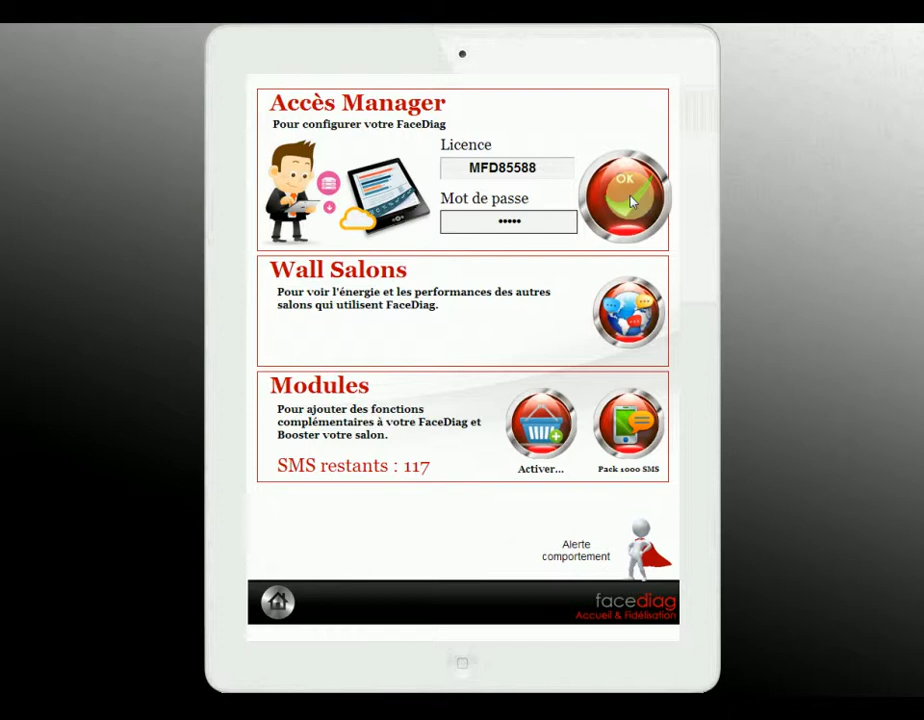 Accès Manager
Pour configurer votre FaceDiag
Licence
MFD85588
Mot de passe
•••••
OK
Wall Salons
Pour voir l'énergie et les performances des autres
salons qui utilisent FaceDiag.
Modules
Pour ajouter des fonctions
complémentaires à votre FaceDiag et
Booster votre salon.
SMS restants : 117
Activer...
Pack 1000 SMS
Alerte
comportement
facediag
Accueil & Fidélisation